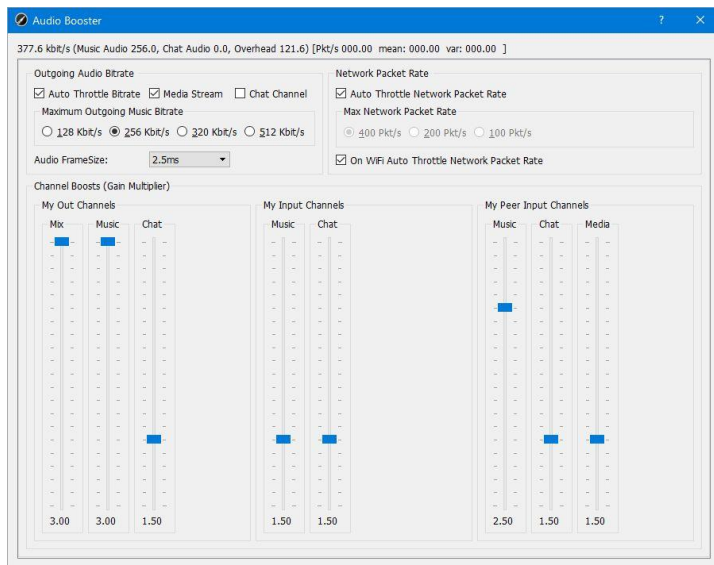 Audio Booster
377.6 kbit/s (Music Audio 256.0, Chat Audio 0.0, Overhead 121.6) [Pkt/s 000.00 mean: 000.00 var: 000.00 ]
Outgoing Audio Bitrate
Auto Throttle Bitrate Media Stream Chat Channel
Maximum Outgoing Music Bitrate
128 Kbit/s 256 Kbit/s 320 Kbit/s 512 Kbit/s
Audio FrameSize: 2.5ms
Network Packet Rate
Auto Throttle Network Packet Rate
Max Network Packet Rate
400 Pkt/s 200 Pkt/s 100 Pkt/s
On WiFi Auto Throttle Network Packet Rate
Channel Boosts (Gain Multiplier)
My Out Channels
Mix Music Chat
3.00 3.00 1.50
My Input Channels
Music Chat
1.50 1.50
My Peer Input Channels
Music Chat Media
2.50 1.50 1.50